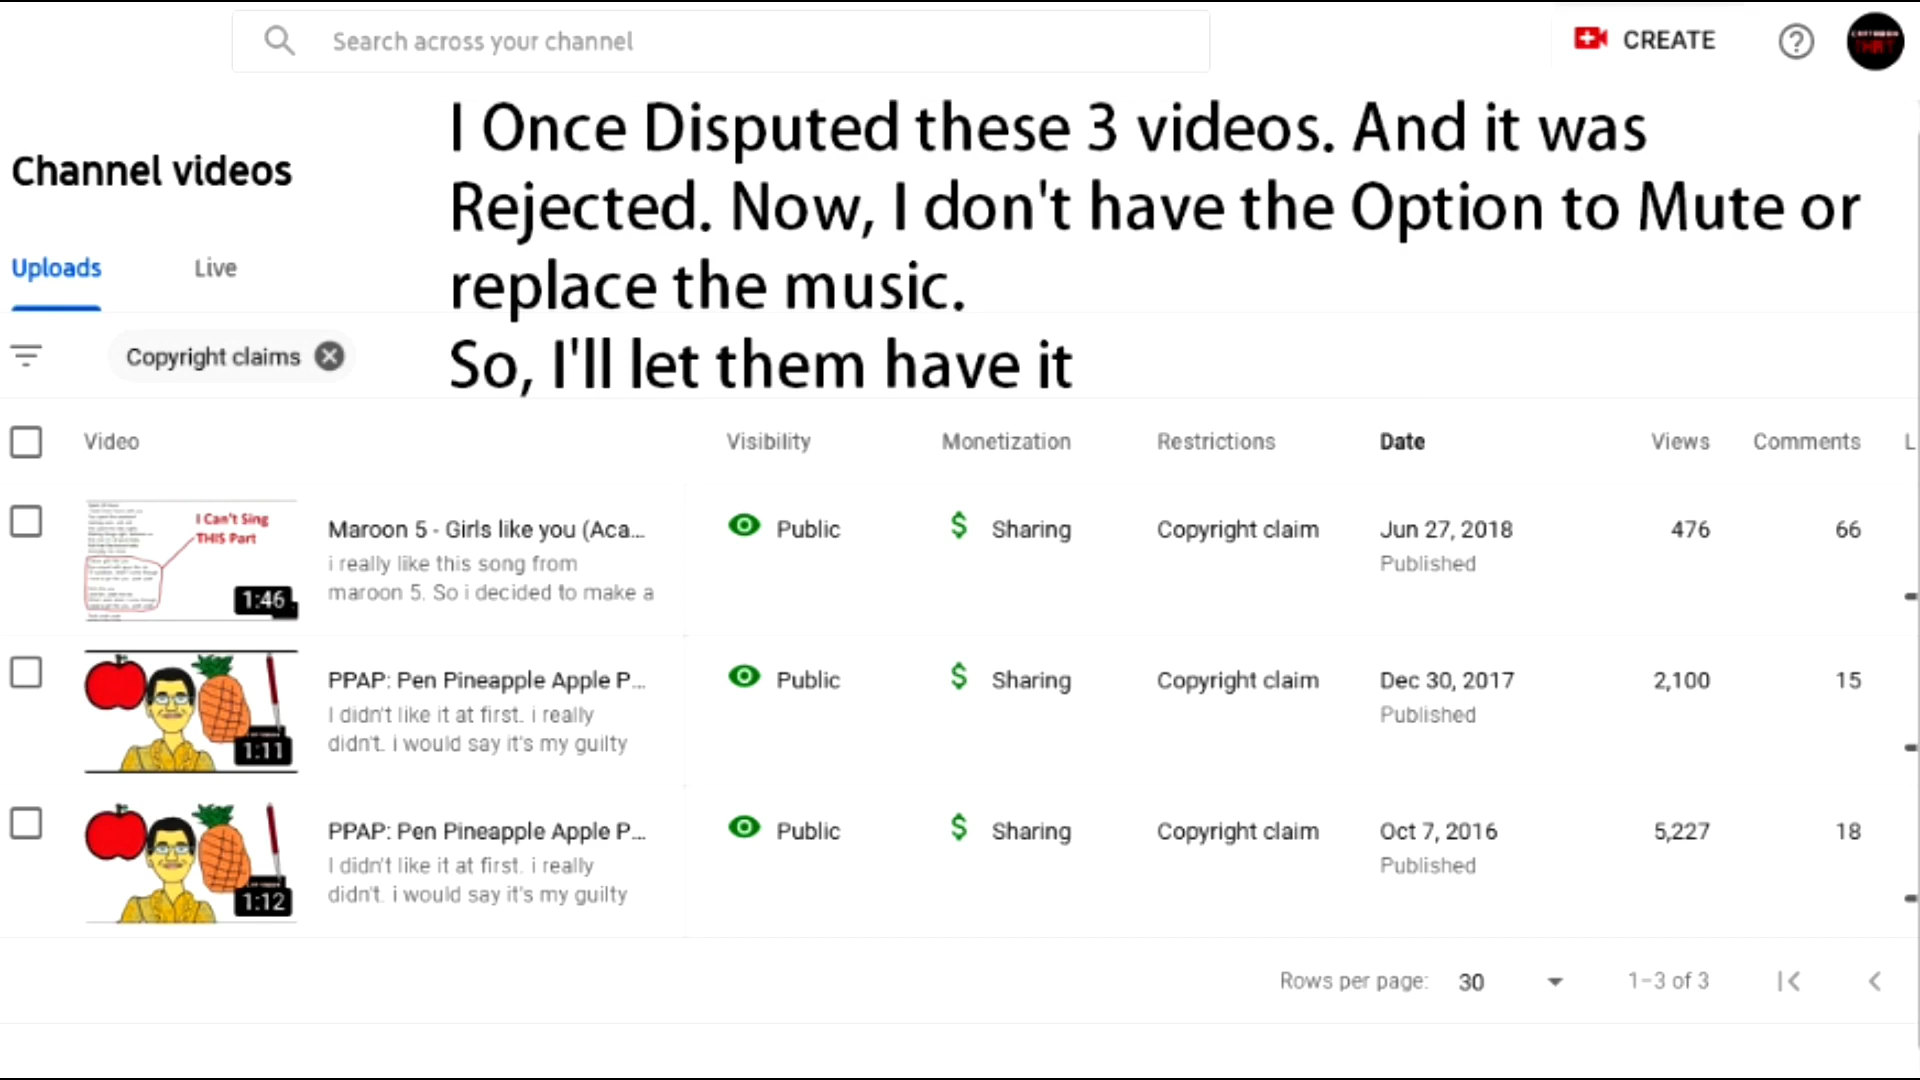 Search across your channel
CREATE
I Once Disputed these 3 videos. And it was
Rejected. Now, I don't have the Option to Mute or
replace the music.
So, I'll let them have it
Channel videos
Uploads
Live
Copyright claims
Video Visibility Monetization Restrictions Date Views Comments L
I Can't Sing
THIS Part
1:46
Maroon 5 - Girls like you (Aca... Public $ Sharing Copyright claim Jun 27, 2018 476 66
i really like this song from Published
maroon 5. So i decided to make a
1:11
PPAP: Pen Pineapple Apple P... Public $ Sharing Copyright claim Dec 30, 2017 2,100 15
I didn't like it at first. i really Published
didn't. i would say it's my guilty
1:12
PPAP: Pen Pineapple Apple P... Public $ Sharing Copyright claim Oct 7, 2016 5,227 18
I didn't like it at first. i really Published
didn't. i would say it's my guilty
Rows per page: 30 1–3 of 3